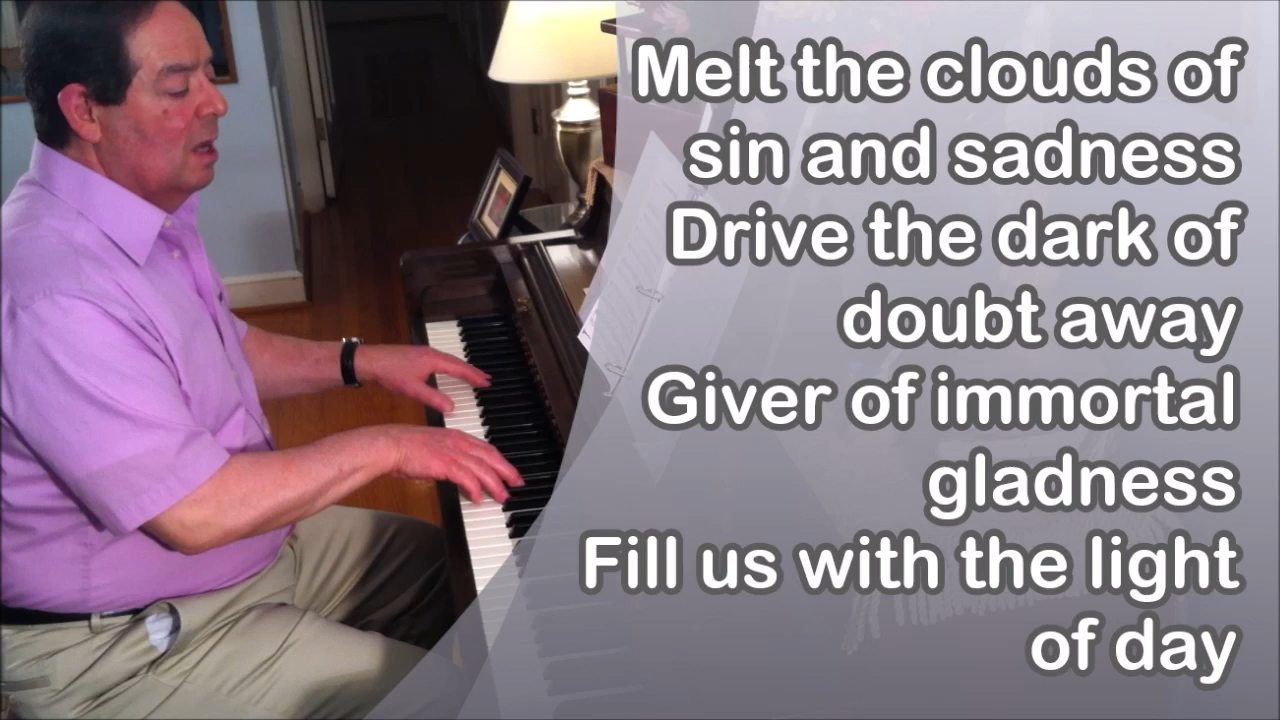 Melt the clouds of
sin and sadness
Drive the dark of
doubt away
Giver of immortal
gladness
Fill us with the light
of day